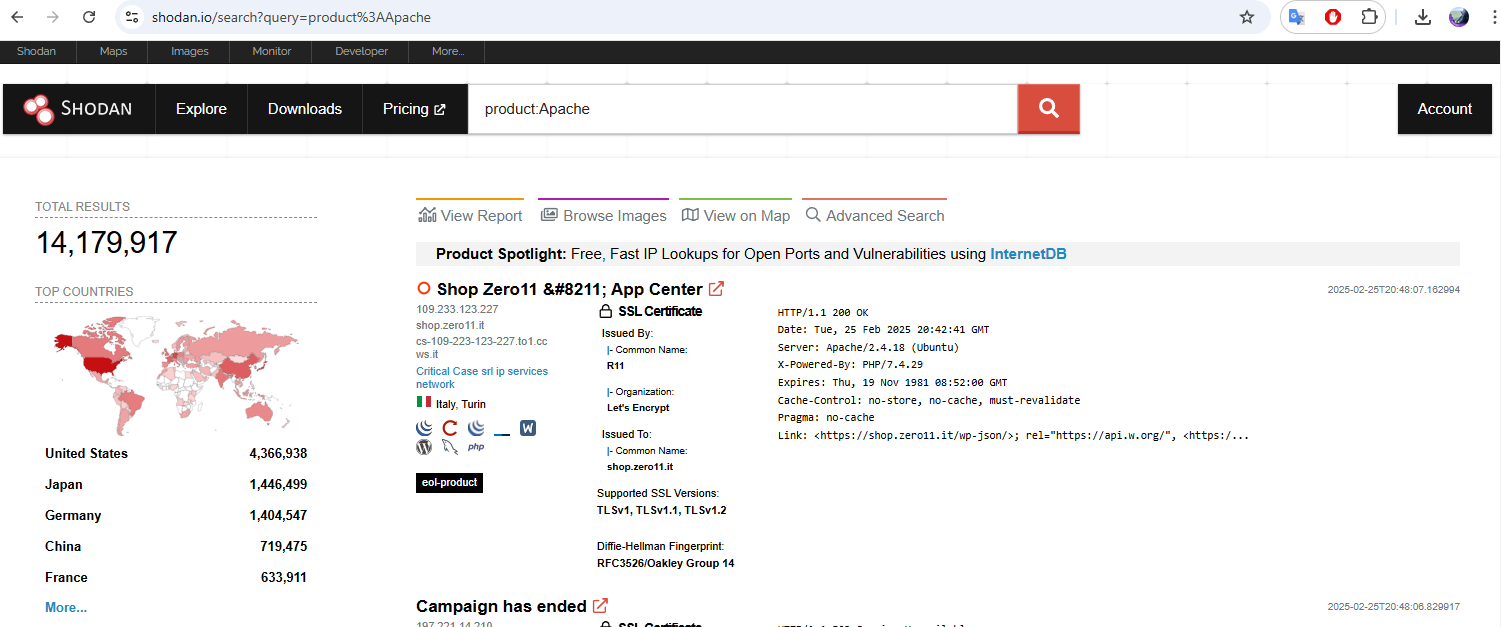 shodan.io/search?query=product%3AApache
Shodan Maps Images Monitor Developer More...
SHODAN Explore Downloads Pricing product:Apache Account
TOTAL RESULTS
14,179,917
TOP COUNTRIES
United States 4,366,938
Japan 1,446,499
Germany 1,404,547
China 719,475
France 633,911
More...
View Report Browse Images View on Map Advanced Search
Product Spotlight: Free, Fast IP Lookups for Open Ports and Vulnerabilities using InternetDB
Shop Zero11 &#8211; App Center 2025-02-25T20:48:07.162994
109.233.123.227
shop.zero11.it
cs-109-223-123-227.to1.cc
ws.it
Critical Case srl ip services
network
Italy, Turin
W
php
eol-product
SSL Certificate
Issued By:
|- Common Name:
R11
|- Organization:
Let's Encrypt
Issued To:
|- Common Name:
shop.zero11.it
Supported SSL Versions:
TLSv1, TLSv1.1, TLSv1.2
Diffie-Hellman Fingerprint:
RFC3526/Oakley Group 14
HTTP/1.1 200 OK
Date: Tue, 25 Feb 2025 20:42:41 GMT
Server: Apache/2.4.18 (Ubuntu)
X-Powered-By: PHP/7.4.29
Expires: Thu, 19 Nov 1981 08:52:00 GMT
Cache-Control: no-store, no-cache, must-revalidate
Pragma: no-cache
Link: <https://shop.zero11.it/wp-json/>; rel="https://api.w.org/", <https:/...
Campaign has ended 2025-02-25T20:48:06.829917
197.221.14.210
SSL Certificate